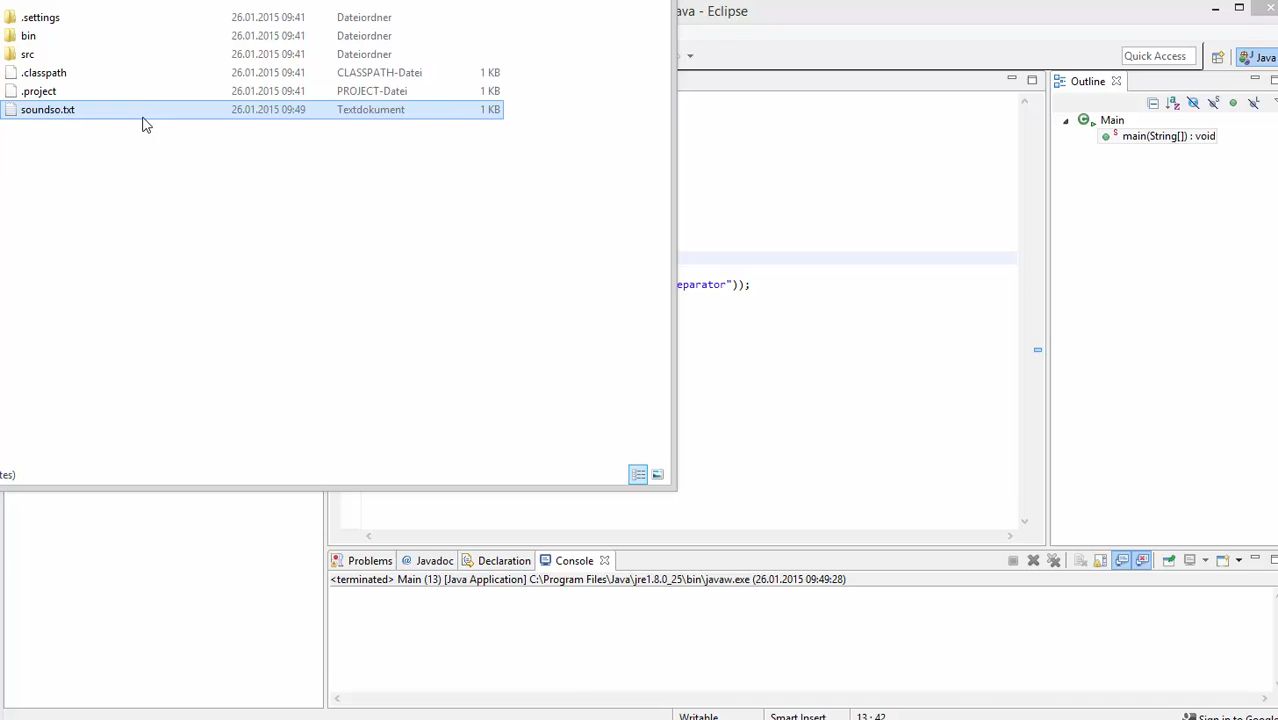 ava - Eclipse
.settings 26.01.2015 09:41 Dateiordner
bin 26.01.2015 09:41 Dateiordner
src 26.01.2015 09:41 Dateiordner
.classpath 26.01.2015 09:41 CLASSPATH-Datei 1 KB
.project 26.01.2015 09:41 PROJECT-Datei 1 KB
soundso.txt 26.01.2015 09:49 Textdokument 1 KB
tes)
Quick Access
Java
Outline
Main
main(String[]) : void
eparator"));
Problems @ Javadoc Declaration Console
<terminated> Main (13) [Java Application] C:\Program Files\Java\jre1.8.0_25\bin\javaw.exe (26.01.2015 09:49:28)
Writable Smart Insert 13 : 42 Sign in to Google